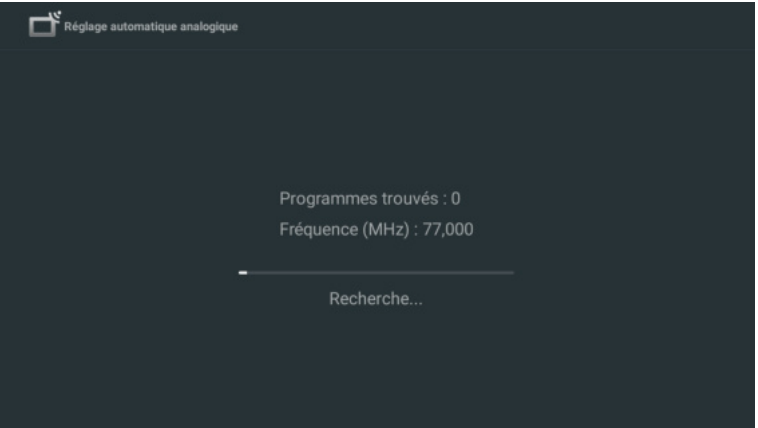 Réglage automatique analogique
Programmes trouvés : 0
Fréquence (MHz) : 77,000
Recherche...